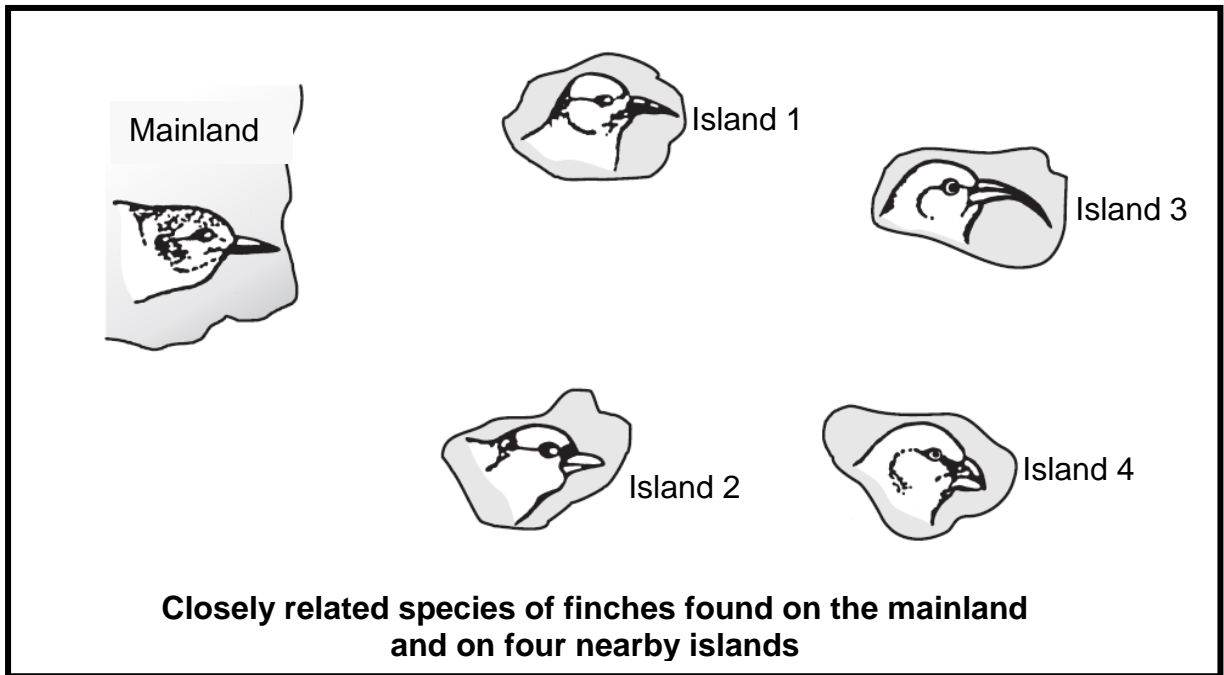 Mainland
Island 1
Island 3
Island 2
Island 4
Closely related species of finches found on the mainland
and on four nearby islands